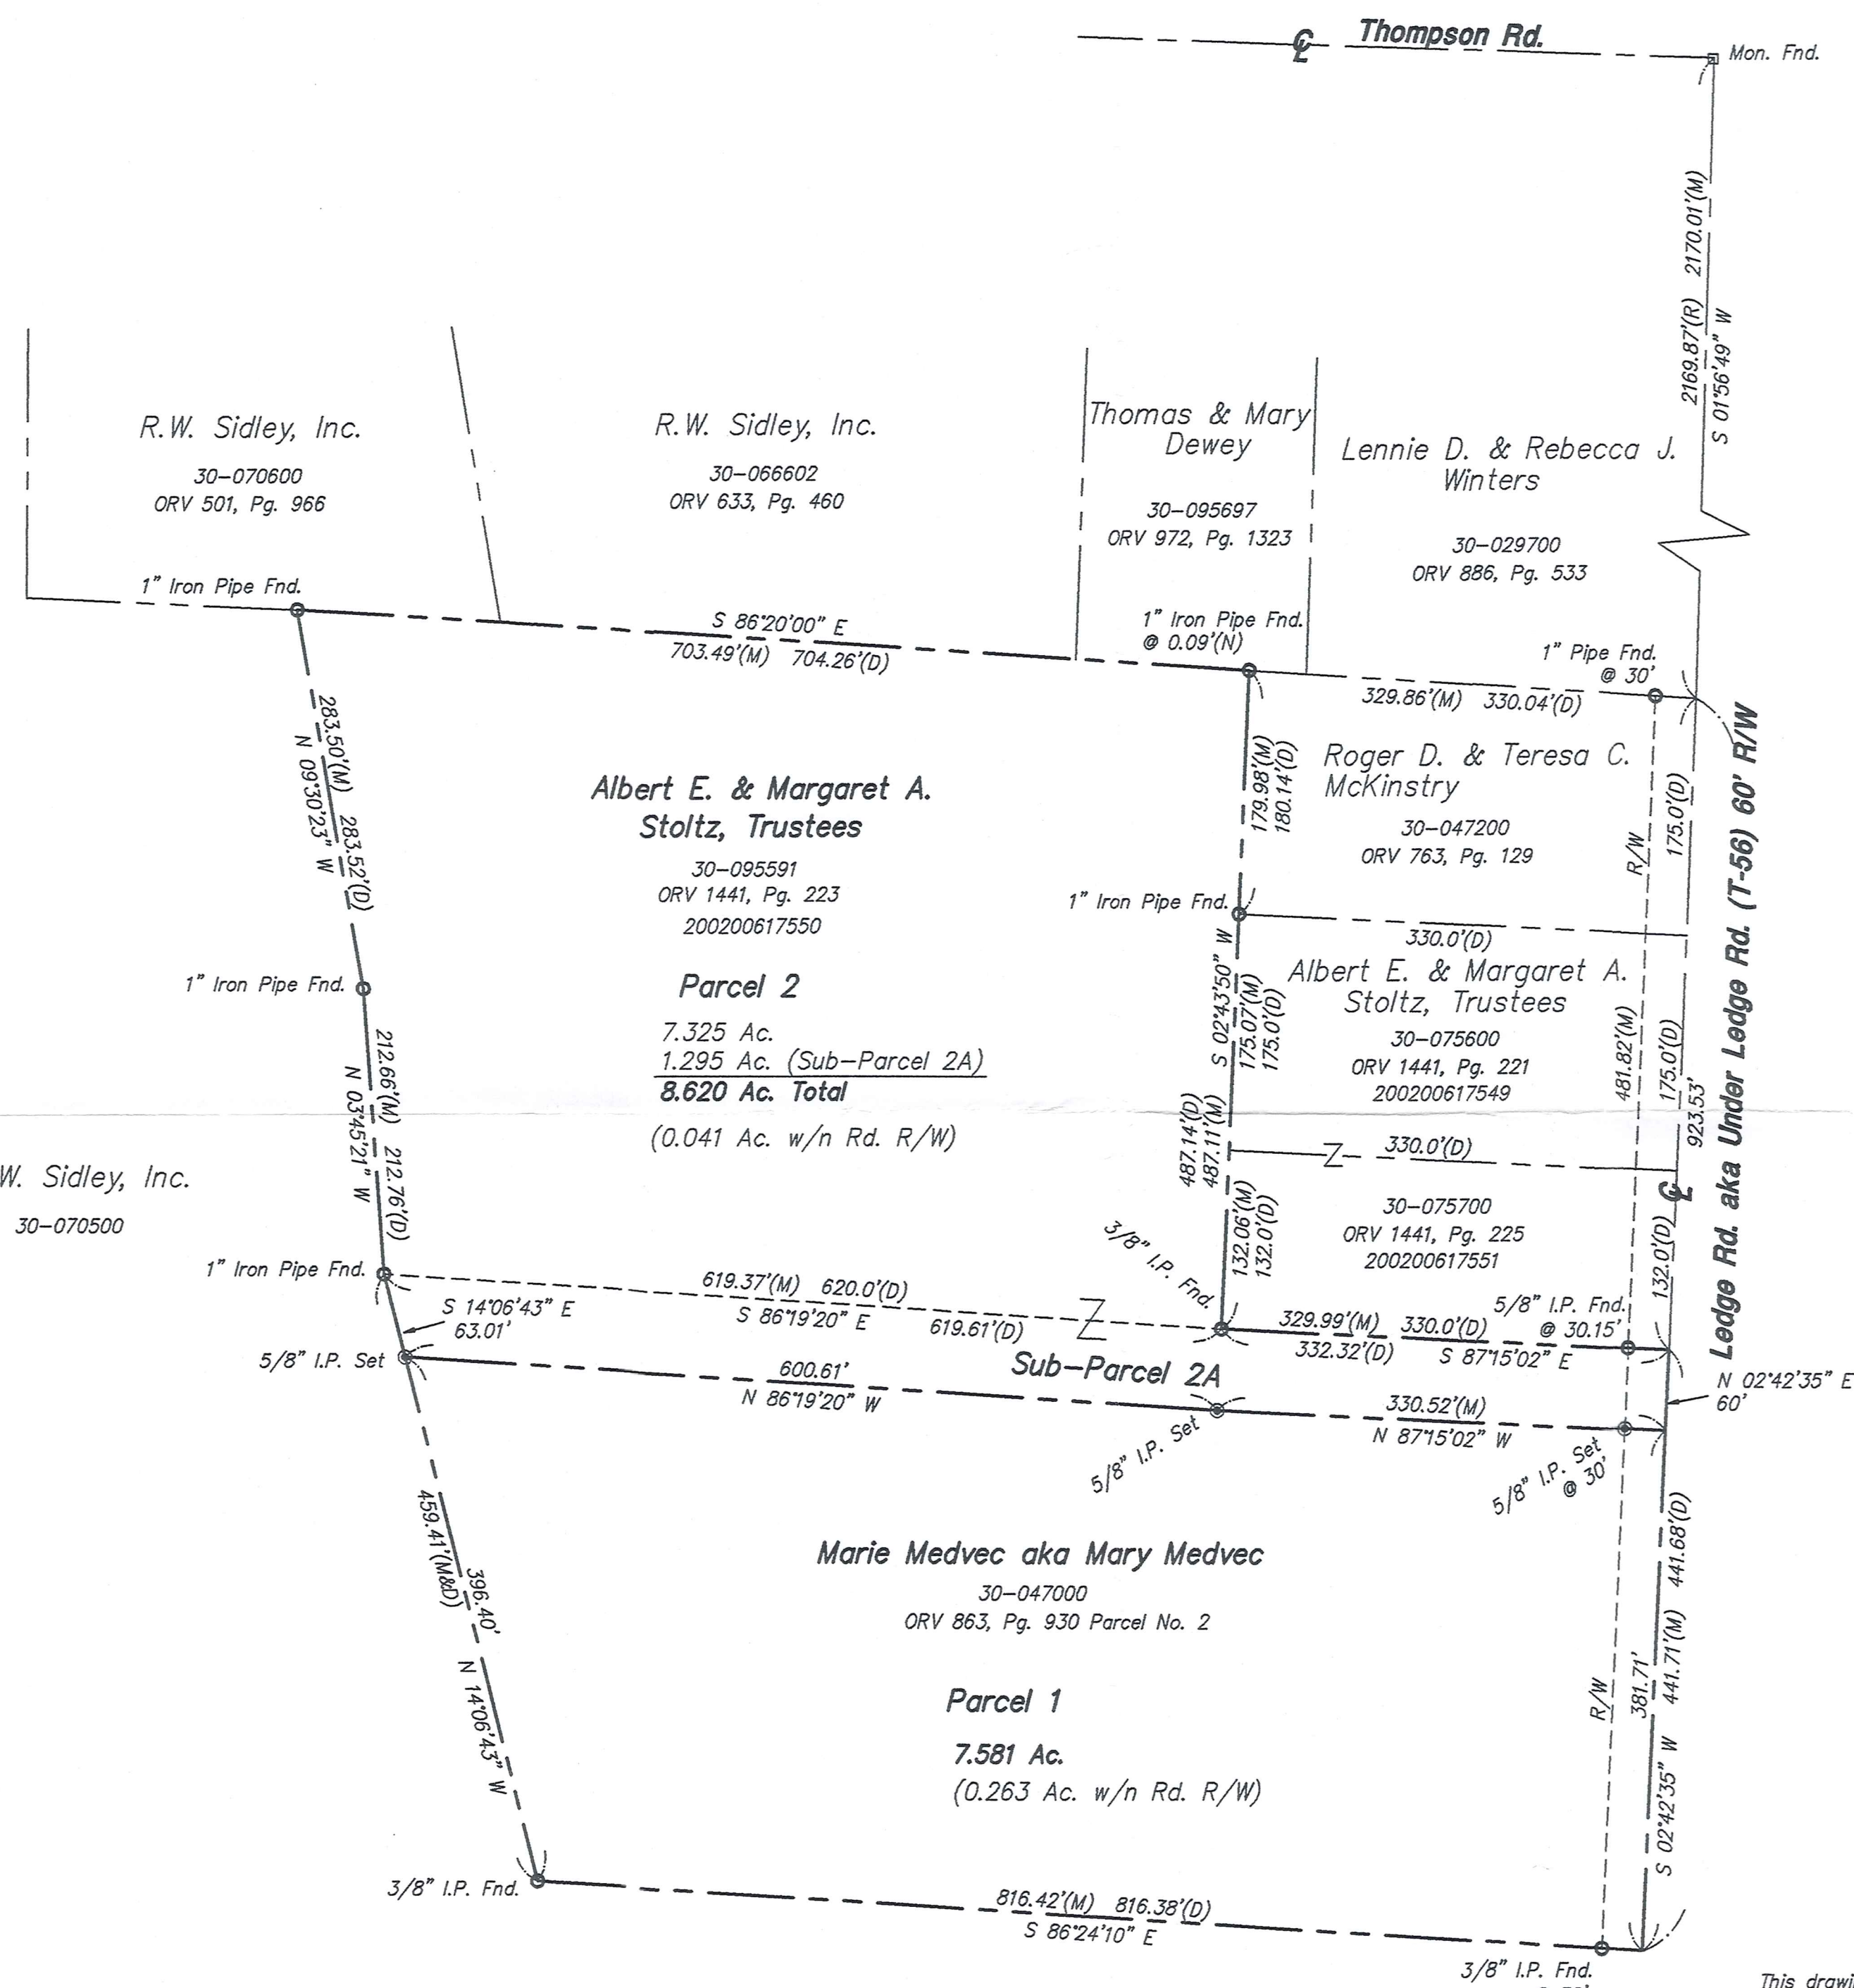 ℄ Thompson Rd.
Mon. Fnd.
2169.87'(R) 2170.01'(M)
S 01°56'49" W
R.W. Sidley, Inc.
30-070600
ORV 501, Pg. 966
R.W. Sidley, Inc.
30-066602
ORV 633, Pg. 460
Thomas & Mary
Dewey
30-095697
ORV 972, Pg. 1323
Lennie D. & Rebecca J.
Winters
30-029700
ORV 886, Pg. 533
1" Iron Pipe Fnd.
S 86°20'00" E
703.49'(M) 704.26'(D)
1" Iron Pipe Fnd.
@ 0.09'(N)
1" Pipe Fnd.
@ 30'
329.86'(M) 330.04'(D)
283.50'(M) 283.52'(D)
N 09°30'23" W
Albert E. & Margaret A.
Stoltz, Trustees
30-095591
ORV 1441, Pg. 223
200200617550
Parcel 2
7.325 Ac.
1.295 Ac. (Sub-Parcel 2A)
8.620 Ac. Total
(0.041 Ac. w/n Rd. R/W)
179.98'(M)
180.14'(D)
Roger D. & Teresa C.
McKinstry
30-047200
ORV 763, Pg. 129
R/W
175.0'(D)
Ledge Rd. aka Under Ledge Rd. (T-56) 60' R/W
1" Iron Pipe Fnd.
330.0'(D)
S 02°43'50" W
175.07'(M)
175.0'(D)
Albert E. & Margaret A.
Stoltz, Trustees
30-075600
ORV 1441, Pg. 221
200200617549
481.82'(M)
175.0'(D)
923.53'
1" Iron Pipe Fnd.
212.66'(M) 212.76'(D)
N 03°45'21" W
487.14'(D)
487.11'(M)
330.0'(D)
℄
W. Sidley, Inc.
30-070500
30-075700
ORV 1441, Pg. 225
200200617551
132.06'(M)
132.0'(D)
132.0'(D)
3/8" I.P. Fnd.
1" Iron Pipe Fnd.
619.37'(M) 620.0'(D)
S 86°19'20" E
619.61'(D)
S 14°06'43" E
63.01'
5/8" I.P. Fnd.
@ 30.15'
329.99'(M) 330.0'(D)
332.32'(D) S 87°15'02" E
5/8" I.P. Set
Sub-Parcel 2A
600.61'
N 86°19'20" W
N 02°42'35" E
60'
330.52'(M)
N 87°15'02" W
5/8" I.P. Set
5/8" I.P. Set
@ 30'
459.41'(M&D)
396.40'
N 14°06'43" W
Marie Medvec aka Mary Medvec
30-047000
ORV 863, Pg. 930 Parcel No. 2
Parcel 1
7.581 Ac.
(0.263 Ac. w/n Rd. R/W)
R/W
381.71'
S 02°42'35" W 441.71'(M) 441.68'(D)
3/8" I.P. Fnd.
816.42'(M) 816.38'(D)
S 86°24'10" E
3/8" I.P. Fnd.